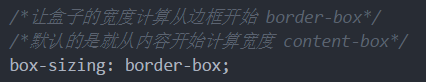 /*让盒子的宽度计算从边框开始 border-box*/
/*默认的是就从内容开始计算宽度 content-box*/
box-sizing: border-box;